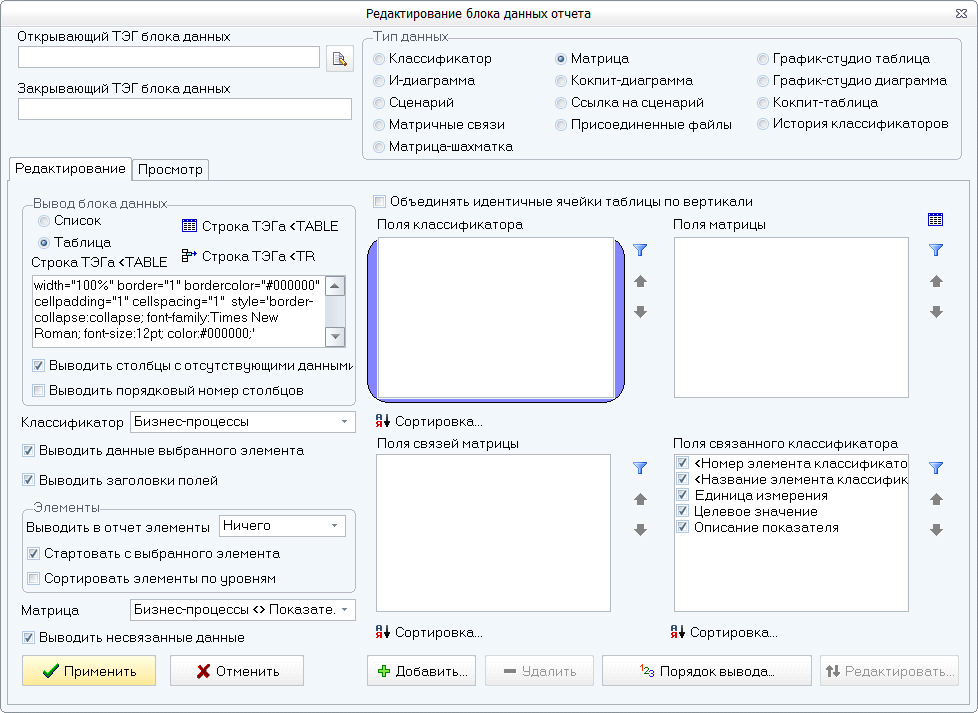 Редактирование блока данных отчета
Открывающий ТЭГ блока данных
Закрывающий ТЭГ блока данных
Тип данных
Классификатор
Матрица
График-студио таблица
И-диаграмма
Кокпит-диаграмма
График-студио диаграмма
Сценарий
Ссылка на сценарий
Кокпит-таблица
Матричные связи
Присоединенные файлы
История классификаторов
Матрица-шахматка
Редактирование
Просмотр
Вывод блока данных
Список
Таблица
Строка ТЭГа <TABLE
Строка ТЭГа <TR
Строка ТЭГа <TABLE
width="100%" border="1" bordercolor="#000000"
cellpadding="1" cellspacing="1" style='border-
collapse:collapse; font-family:Times New
Roman; font-size:12pt; color:#000000;'
Выводить столбцы с отсутствующими данными
Выводить порядковый номер столбцов
Классификатор
Бизнес-процессы
Выводить данные выбранного элемента
Выводить заголовки полей
Элементы
Выводить в отчет элементы
Ничего
Стартовать с выбранного элемента
Сортировать элементы по уровням
Матрица
Бизнес-процессы <> Показате.
Выводить несвязанные данные
Применить
Отменить
Объединять идентичные ячейки таблицы по вертикали
Поля классификатора
Поля матрицы
Сортировка...
Поля связей матрицы
Поля связанного классификатора
<Номер элемента классификато
<Название элемента классифик
Единица измерения
Целевое значение
Описание показателя
Сортировка...
Сортировка...
Добавить...
Удалить
Порядок вывода...
Редактировать...